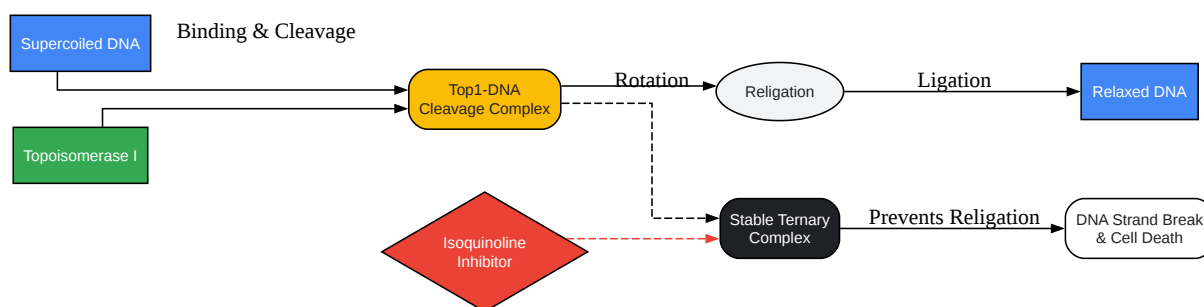 Supercoiled DNA
Binding & Cleavage
Top1-DNA
Cleavage Complex
Rotation
Religation
Ligation
Relaxed DNA
Topoisomerase I
Isoquinoline
Inhibitor
Stable Ternary
Complex
Prevents Religation
DNA Strand Break
& Cell Death